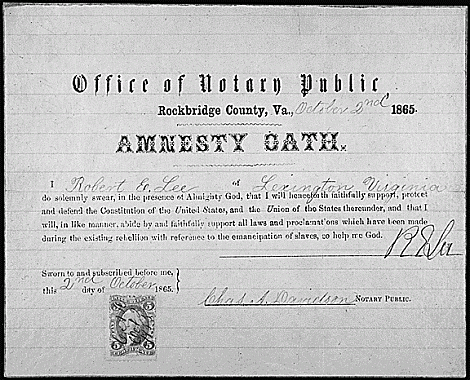 Office of Notary Public
Rockbridge County, Va., October 2nd 1865.
AMNESTY OATH.
I Robert E. Lee of Lexington Virginia
do solemnly swear, in the presence of Almighty God, that I will henceforth faithfully support, protect
and defend the Constitution of the United States, and the Union of the States thereunder, and that I
will, in like manner, abide by and faithfully support all laws and proclamations which have been made
during the existing rebellion with reference to the emancipation of slaves, so help me God.
R E Lee
Sworn to and subscribed before me,
this 2nd day of October 1865.
Chas. A. Davidson NOTARY PUBLIC.
5 5